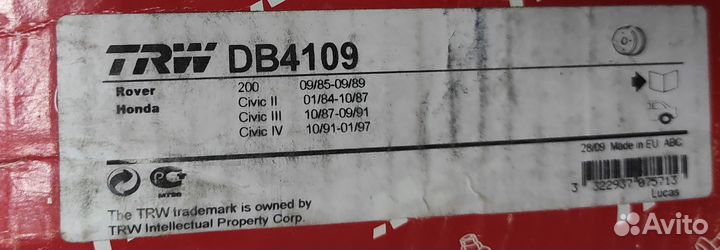 TRW DB4109
Rover 200 09/85-09/89
Honda Civic II 01/84-10/87
Civic III 10/87-09/91
Civic IV 10/91-01/97
28/09 Made in EU ABC
3 322937 075713
Lucas
PCT
MT50
The TRW trademark is owned by
TRW Intellectual Property Corp.
Avito